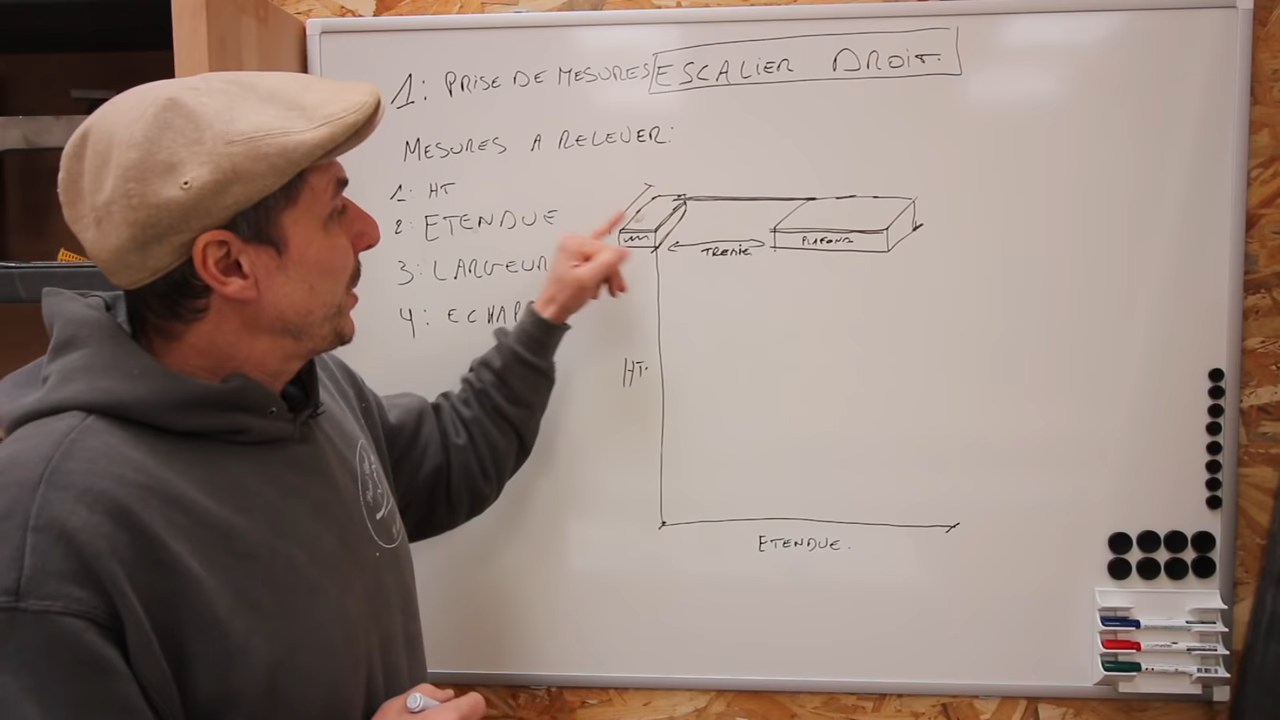 1: PRISE DE MESURES ESCALIER DROIT.
MESURES A RELEVER:
1: HT
2: ETENDUE
3: LARGEUR
4: ECHAP
TREMIE
PLAFOND
HT.
ETENDUE.